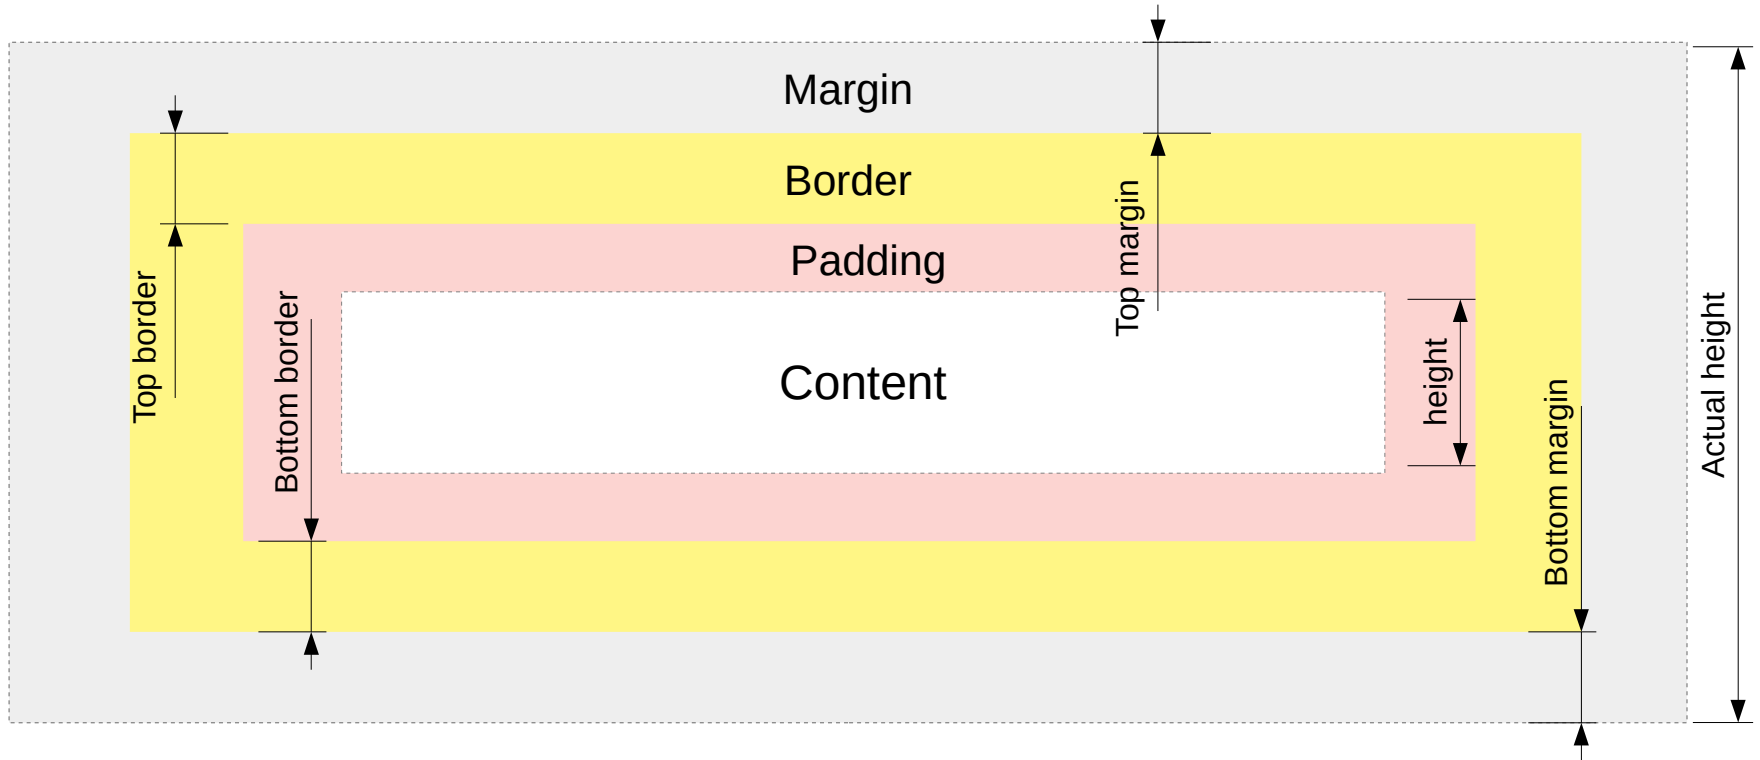 Margin
Border
Padding
Content
Top border
Bottom border
Top margin
height
Bottom margin
Actual height